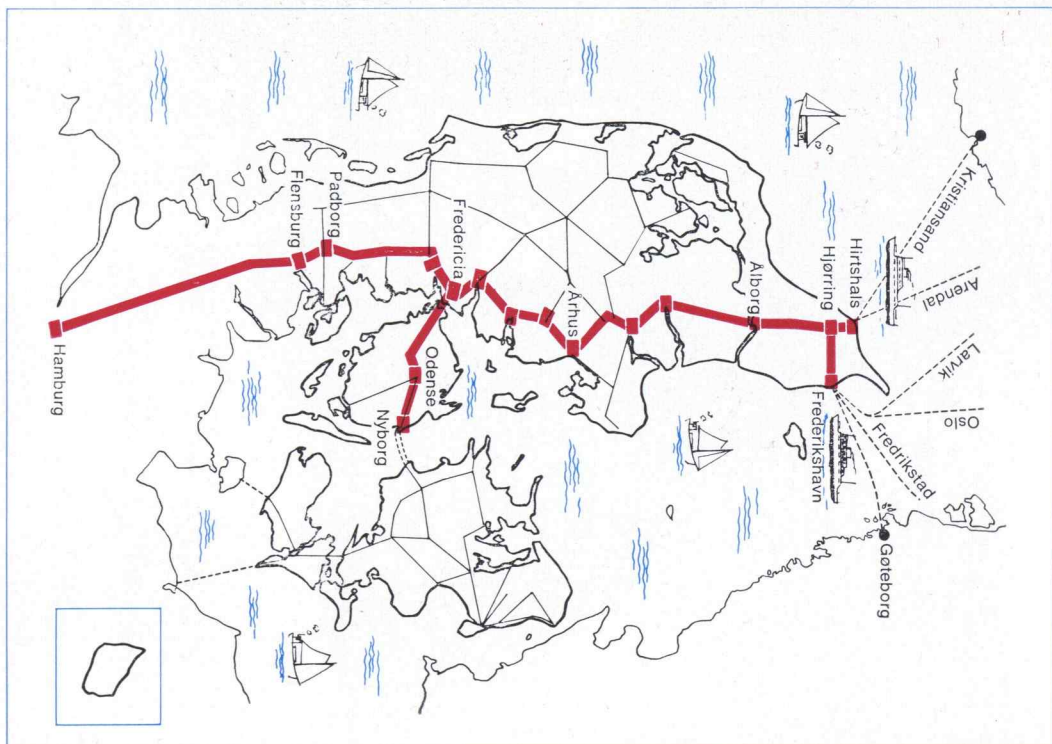 Kristiansand
Arendal
Larvik
Oslo
Fredrikstad
Göteborg
Hirtshals
Hjørring
Frederikshavn
Ålborg
Århus
Fredericia
Odense
Nyborg
Padborg
Flensburg
Hamburg